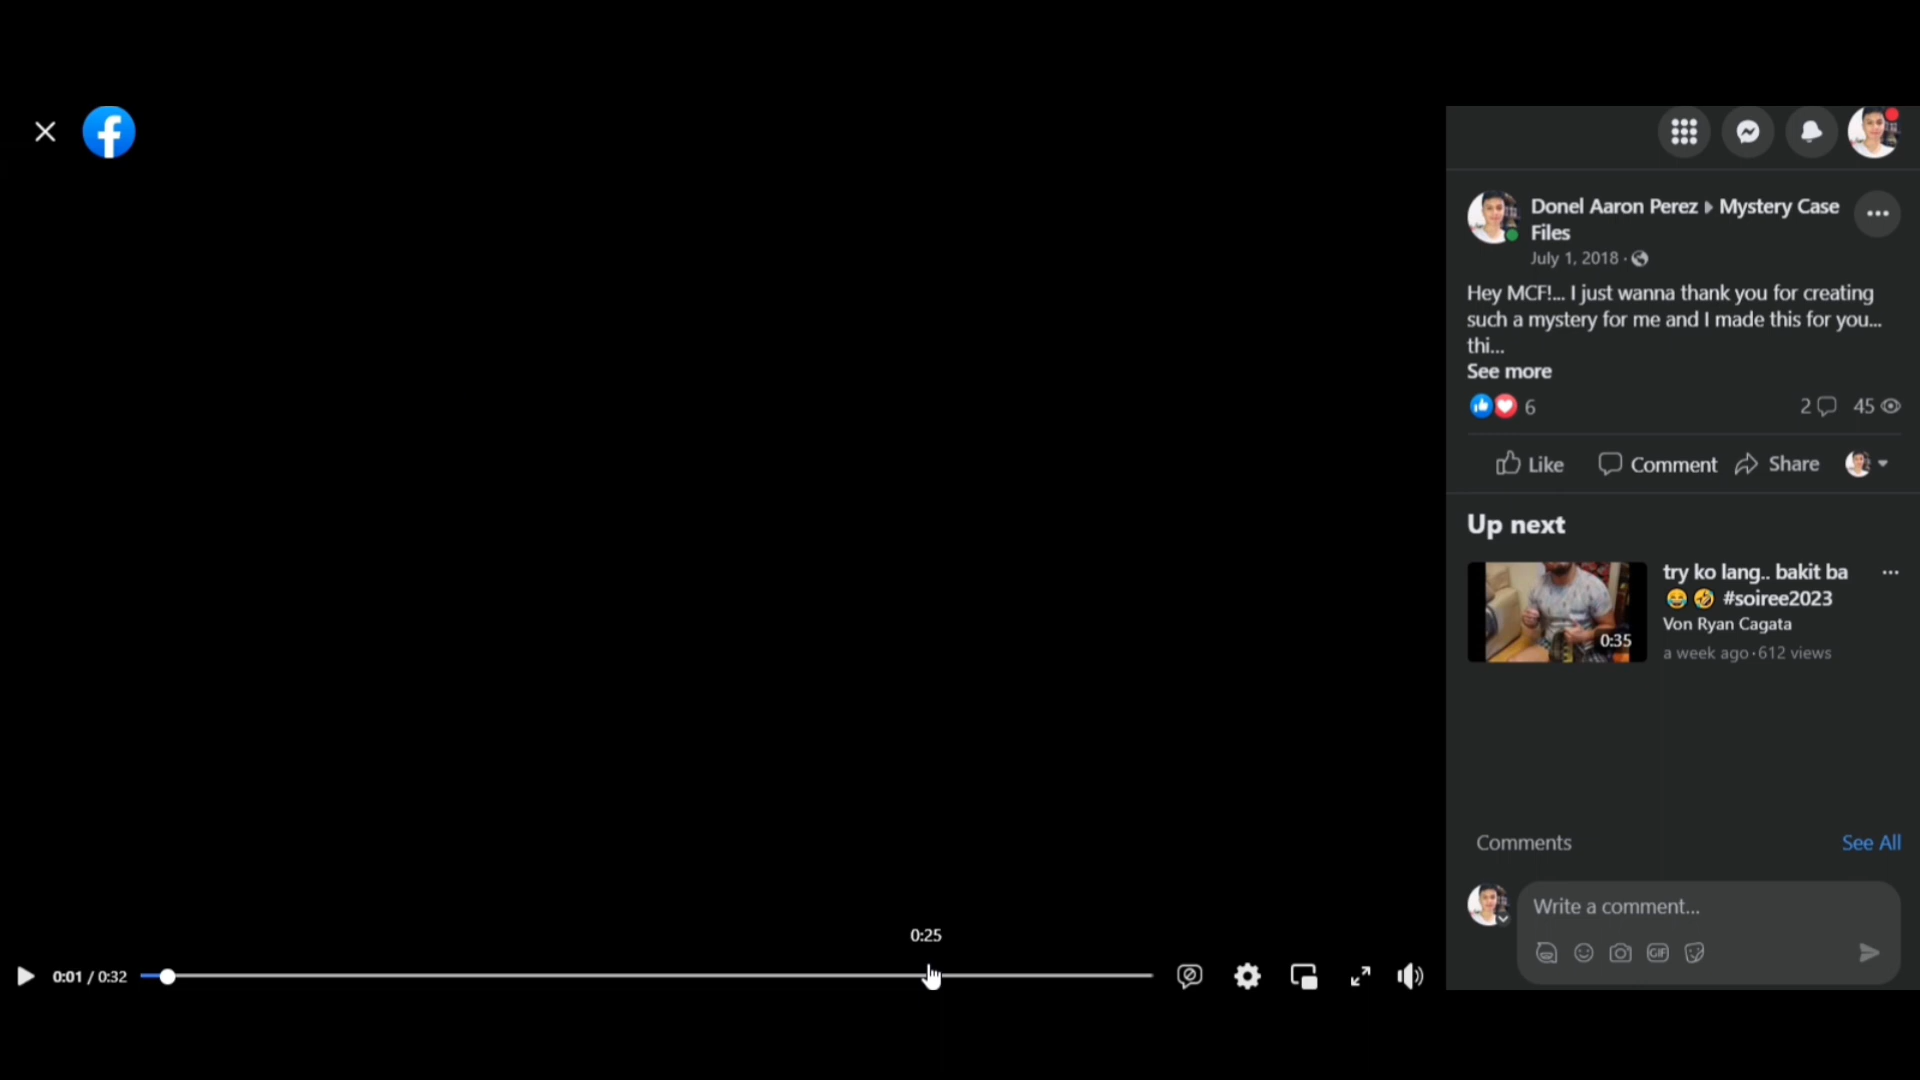 Donel Aaron Perez Mystery Case
Files
July 1, 2018 ·
Hey MCF!... I just wanna thank you for creating
such a mystery for me and I made this for you...
thi...
See more
6
2
45
Like
Comment
Share
Up next
try ko lang.. bakit ba
😂🤣 #soiree2023
Von Ryan Cagata
a week ago · 612 views
0:35
Comments
See All
Write a comment...
GIF
0:25
0:01 / 0:32